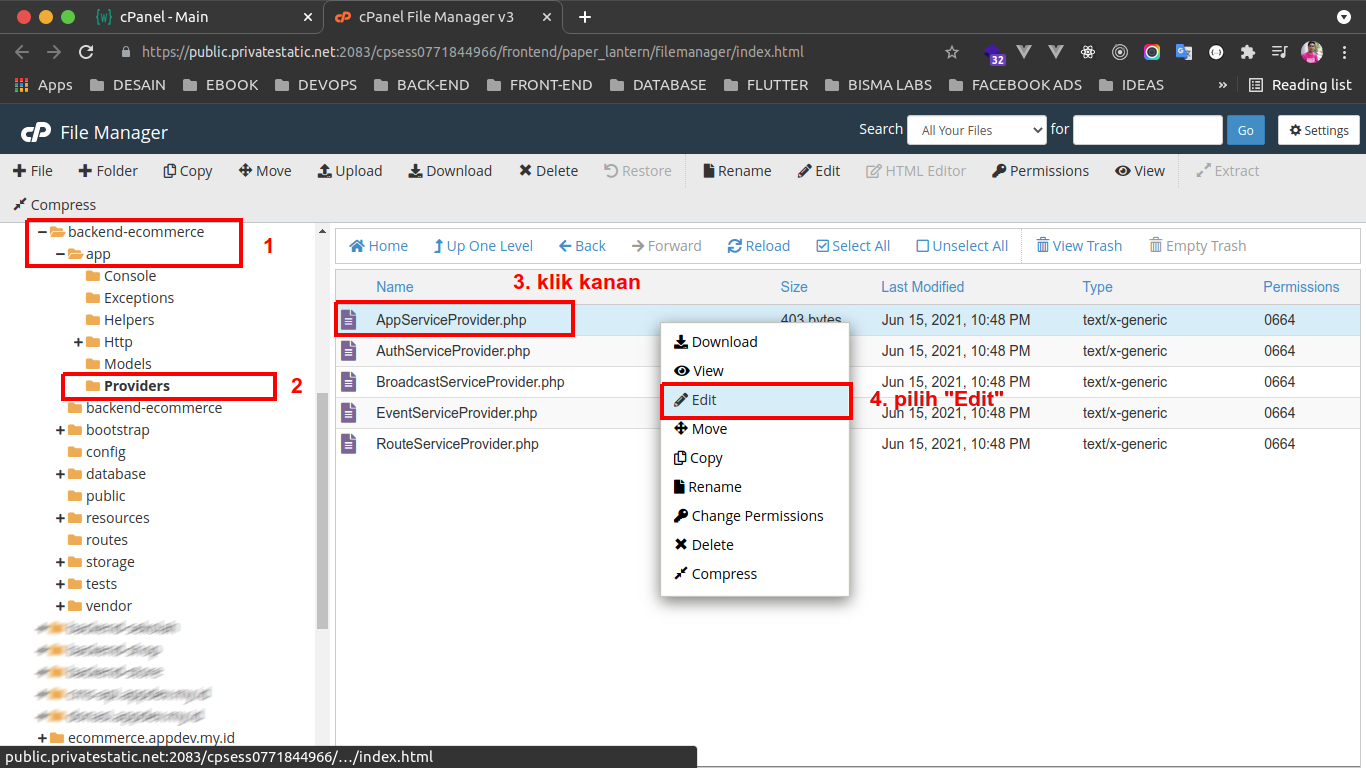 cPanel - Main
cPanel File Manager v3
https://public.privatestatic.net:2083/cpsess0771844966/frontend/paper_lantern/filemanager/index.html
32
Apps
DESAIN
EBOOK
DEVOPS
BACK-END
FRONT-END
DATABASE
FLUTTER
BISMA LABS
FACEBOOK ADS
IDEAS
»
Reading list
cP File Manager
Search All Your Files for Go Settings
File Folder Copy Move Upload Download Delete Restore Rename Edit HTML Editor Permissions View Extract
Compress
backend-ecommerce
1
app
Console
Exceptions
Helpers
Http
Models
Providers
2
backend-ecommerce
bootstrap
config
database
public
resources
routes
storage
tests
vendor
ecommerce.appdev.my.id
Home Up One Level Back Forward Reload Select All Unselect All View Trash Empty Trash
3. klik kanan
Name Size Last Modified Type Permissions
AppServiceProvider.php 403 bytes Jun 15, 2021, 10:48 PM text/x-generic 0664
AuthServiceProvider.php Jun 15, 2021, 10:48 PM text/x-generic 0664
BroadcastServiceProvider.php Jun 15, 2021, 10:48 PM text/x-generic 0664
EventServiceProvider.php Jun 15, 2021, 10:48 PM text/x-generic 0664
RouteServiceProvider.php Jun 15, 2021, 10:48 PM text/x-generic 0664
Download
View
Edit
4. pilih "Edit"
Move
Copy
Rename
Change Permissions
Delete
Compress
public.privatestatic.net:2083/cpsess0771844966/…/index.html